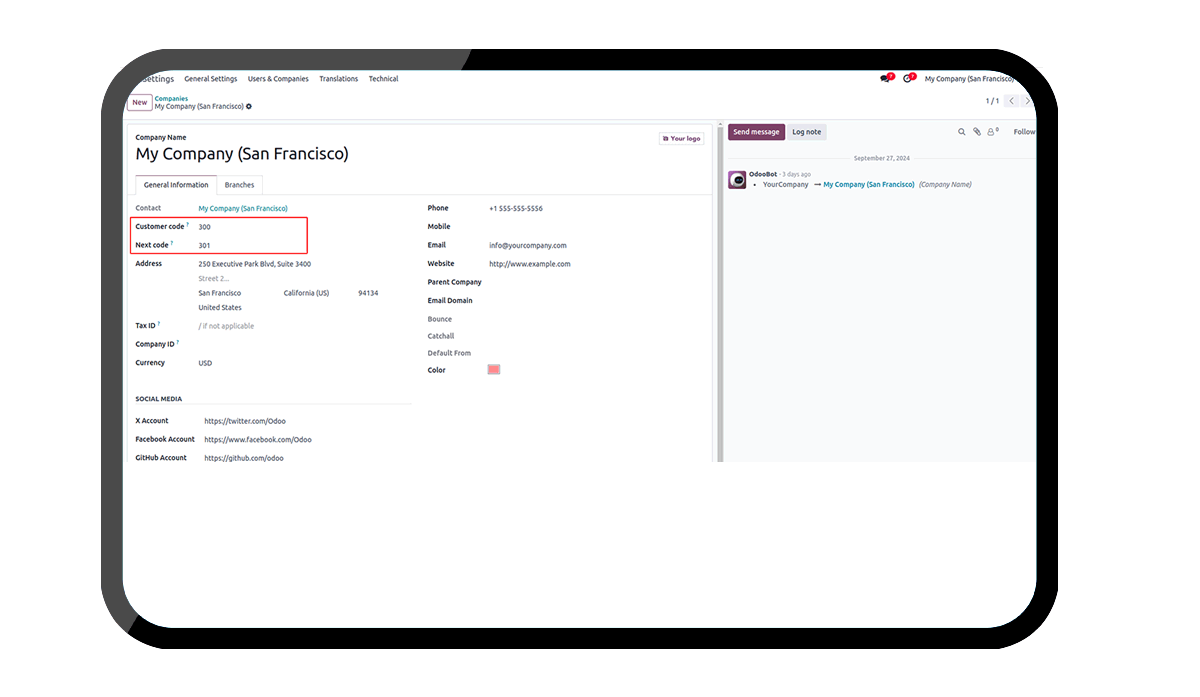 Settings General Settings Users & Companies Translations Technical 7 7 My Company (San Francisco)
New Companies
My Company (San Francisco) 1 / 1
Company Name Your logo
My Company (San Francisco)
General Information Branches
Contact My Company (San Francisco)
Customer code ? 300
Next code ? 301
Address 250 Executive Park Blvd, Suite 3400
Street 2...
San Francisco California (US) 94134
United States
Tax ID ? / if not applicable
Company ID ?
Currency USD
Phone +1 555-555-5556
Mobile
Email info@yourcompany.com
Website http://www.example.com
Parent Company
Email Domain
Bounce
Catchall
Default From
Color
SOCIAL MEDIA
X Account https://twitter.com/Odoo
Facebook Account https://www.facebook.com/Odoo
GitHub Account https://github.com/odoo
Send message Log note 0 Follow
September 27, 2024
OdooBot - 3 days ago
• YourCompany → My Company (San Francisco) (Company Name)